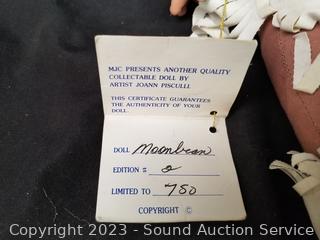 MJC PRESENTS ANOTHER QUALITY
COLLECTABLE DOLL BY
ARTIST JOANN PISCULLI.
THIS CERTIFICATE GUARANTEES
THE AUTHENTICITY OF YOUR
DOLL.
DOLL Moonbean
EDITION # 2
LIMITED TO 750
COPYRIGHT ©
Copyright 2023 - Sound Auction Service